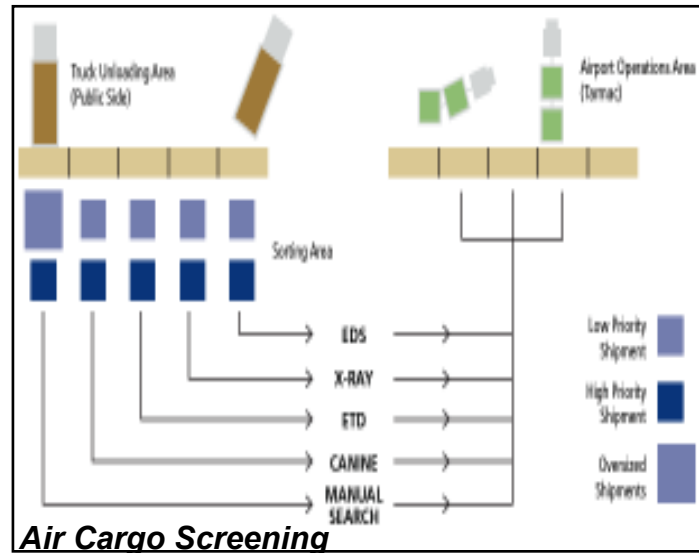 Truck Unloading Area
(Public Side)
Airport Operations Area
(Tarmac)
Sorting Area
EDS
X-RAY
ETD
CANINE
MANUAL
SEARCH
Low Priority
Shipment
High Priority
Shipment
Oversized
Shipments
Air Cargo Screening